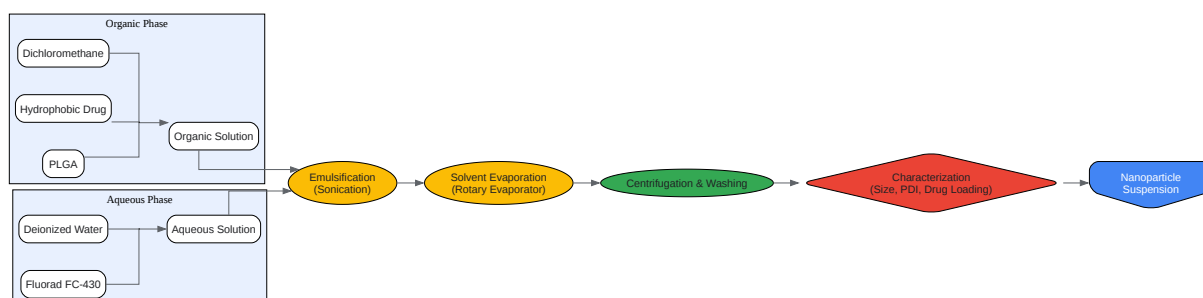 Organic Phase
Dichloromethane
Hydrophobic Drug
Organic Solution
PLGA
Emulsification
(Sonication)
Solvent Evaporation
(Rotary Evaporator)
Centrifugation & Washing
Characterization
(Size, PDI, Drug Loading)
Nanoparticle
Suspension
Aqueous Phase
Deionized Water
Aqueous Solution
Fluorad FC-430